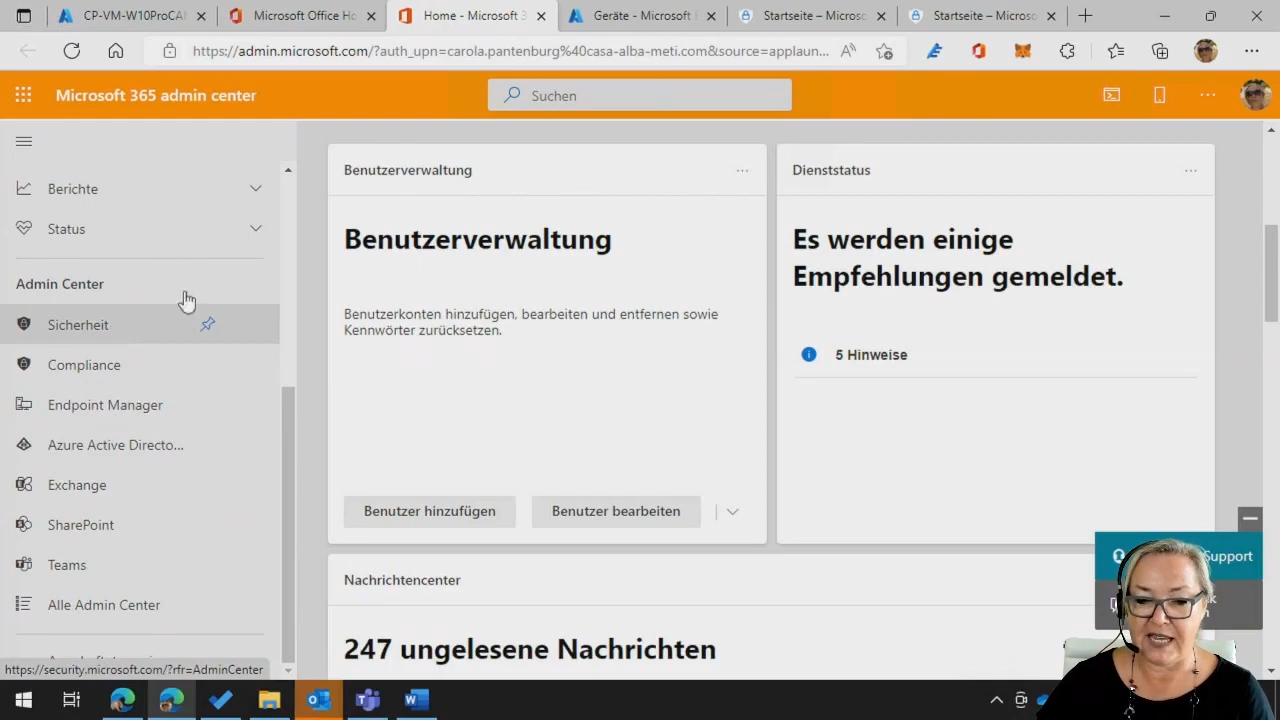 CP-VM-W10ProCAN
Microsoft Office Ho
Home - Microsoft 3
Geräte - Microsoft
Startseite – Microsc
Startseite – Microso
https://admin.microsoft.com/?auth_upn=carola.pantenburg%40casa-alba-meti.com&source=applaun...
Microsoft 365 admin center
Suchen
Berichte
Status
Admin Center
Sicherheit
Compliance
Endpoint Manager
Azure Active Directo...
Exchange
SharePoint
Teams
Alle Admin Center
https://security.microsoft.com/?rfr=AdminCenter
Benutzerverwaltung
Benutzerverwaltung
Benutzerkonten hinzufügen, bearbeiten und entfernen sowie
Kennwörter zurücksetzen.
Benutzer hinzufügen
Benutzer bearbeiten
Dienststatus
Es werden einige
Empfehlungen gemeldet.
5 Hinweise
Nachrichtencenter
247 ungelesene Nachrichten
Support